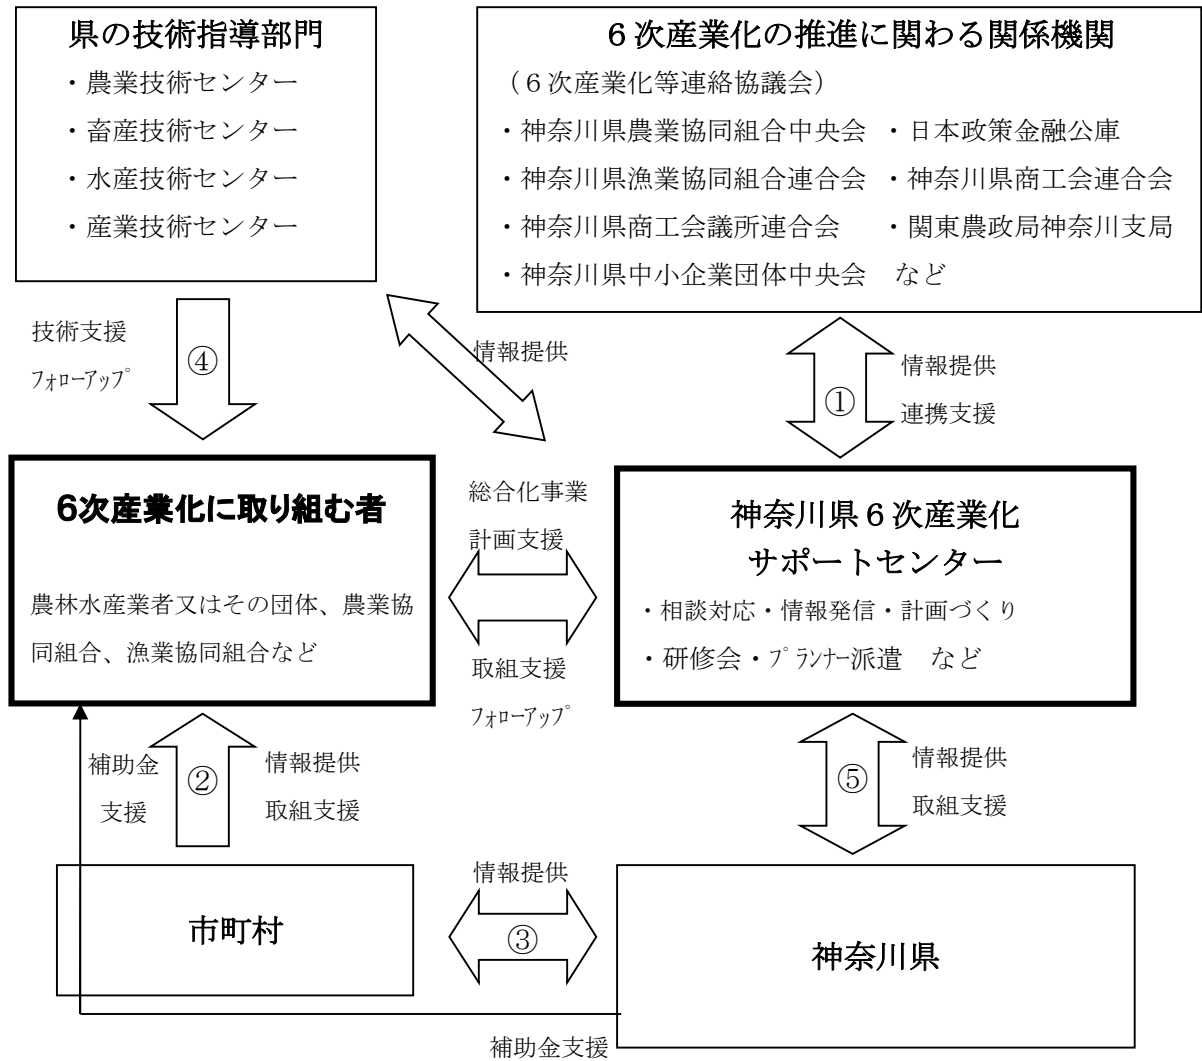 県の技術指導部門
・農業技術センター
・畜産技術センター
・水産技術センター
・産業技術センター
６次産業化の推進に関わる関係機関
（６次産業化等連絡協議会）
・神奈川県農業協同組合中央会　・日本政策金融公庫
・神奈川県漁業協同組合連合会　・神奈川県商工会連合会
・神奈川県商工会議所連合会　・関東農政局神奈川支局
・神奈川県中小企業団体中央会　など
技術支援
ﾌｫﾛｰｱｯﾌﾟ
④
情報提供
①
情報提供
連携支援
6次産業化に取り組む者
農林水産業者又はその団体、農業協
同組合、漁業協同組合など
総合化事業
計画支援
取組支援
ﾌｫﾛｰｱｯﾌﾟ
神奈川県６次産業化
サポートセンター
・相談対応・情報発信・計画づくり
・研修会・ﾌﾟﾗﾝﾅｰ派遣　など
補助金
支援
②
情報提供
取組支援
⑤
情報提供
取組支援
市町村
情報提供
③
神奈川県
補助金支援